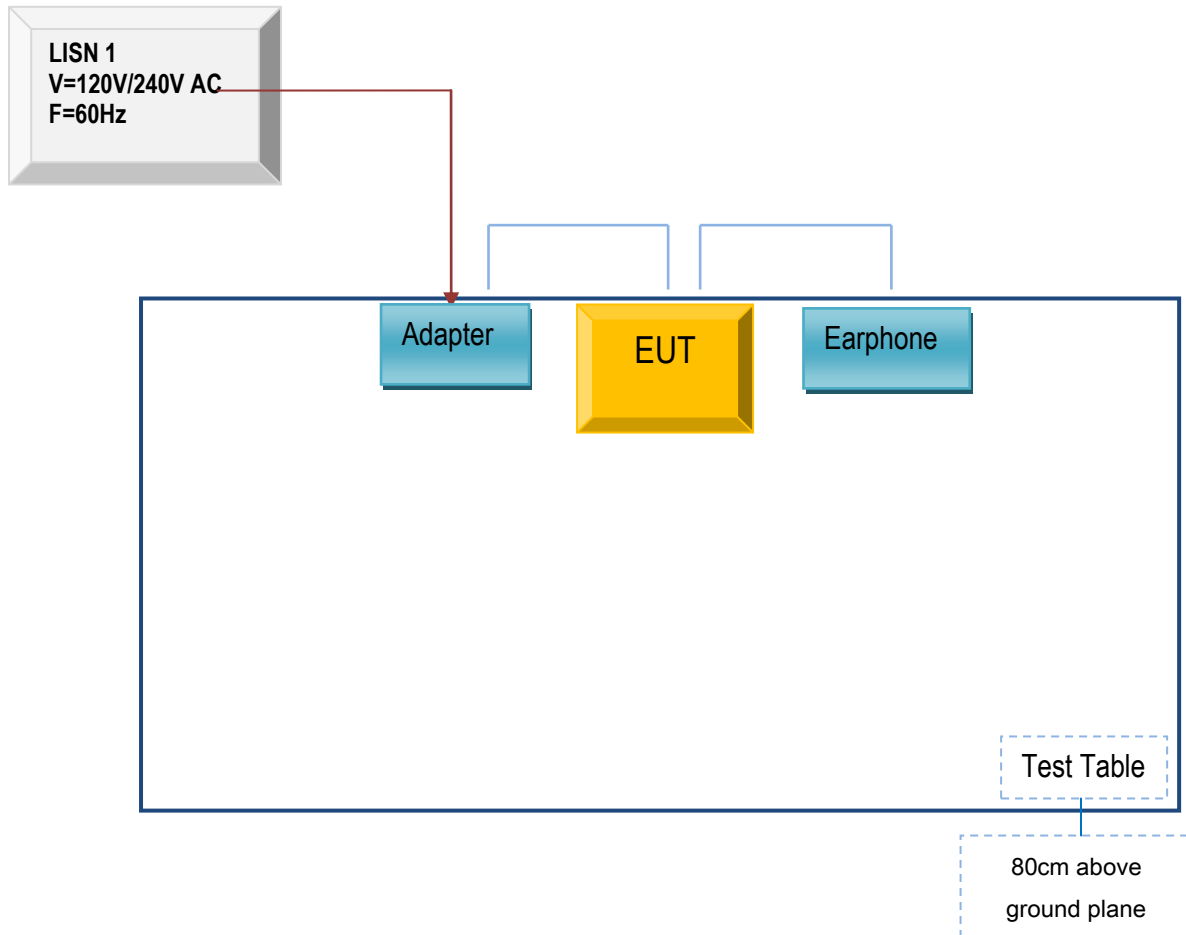 LISN 1
V=120V/240V AC
F=60Hz
Adapter
EUT
Earphone
Test Table
80cm above
ground plane